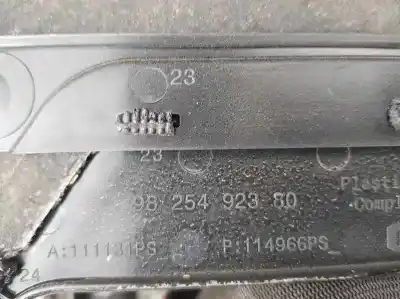 23
23
98 254 923 80
Plasti
A:111131PS P:114966PS
Compl
24